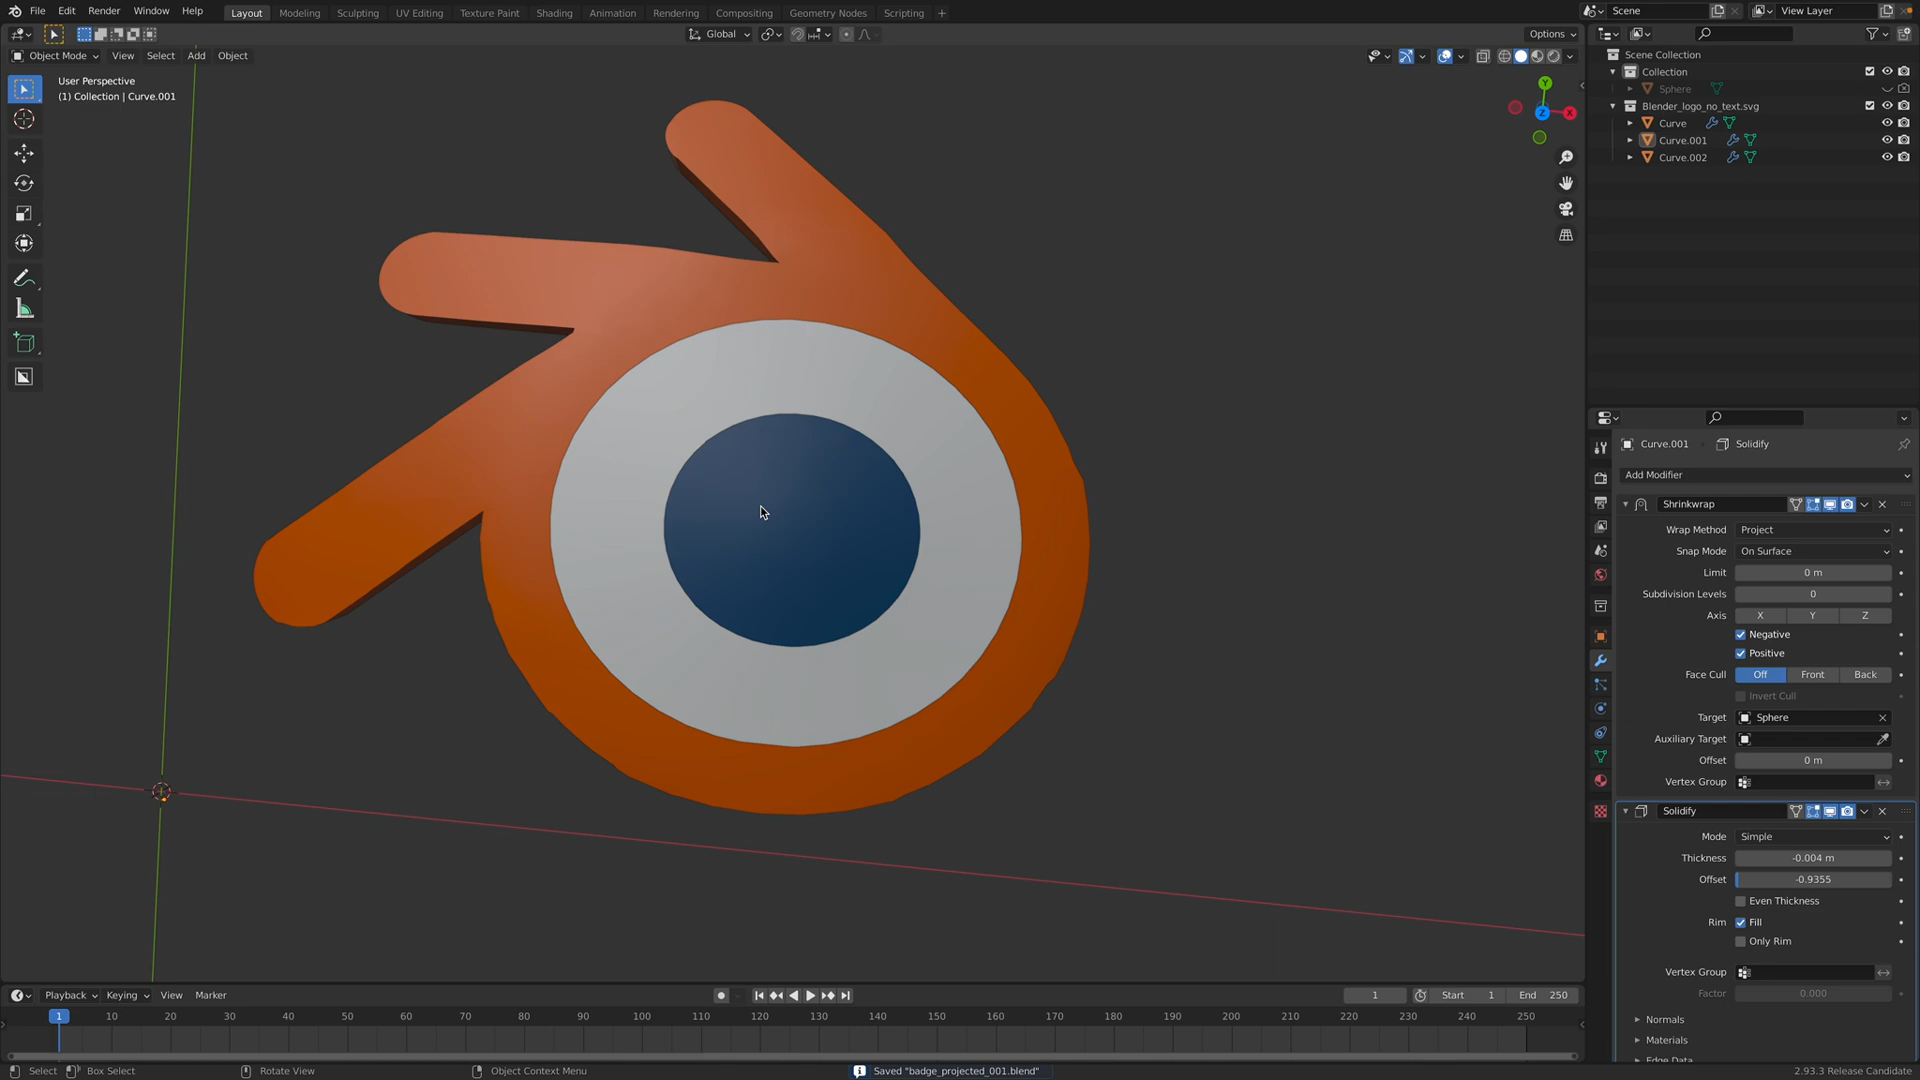 File Edit Render Window Help Layout Modeling Sculpting UV Editing Texture Paint Shading Animation Rendering Compositing Geometry Nodes Scripting + Scene View Layer
Global Options
Object Mode View Select Add Object
User Perspective
(1) Collection | Curve.001
Y
X
Z
Scene Collection
Collection
Sphere
Blender_logo_no_text.svg
Curve
Curve.001
Curve.002
Curve.001 Solidify
Add Modifier
Shrinkwrap
Wrap Method Project
Snap Mode On Surface
Limit 0 m
Subdivision Levels 0
Axis X Y Z
Negative
Positive
Face Cull Off Front Back
Invert Cull
Target Sphere
Auxiliary Target
Offset 0 m
Vertex Group
Solidify
Mode Simple
Thickness -0.004 m
Offset -0.9355
Even Thickness
Rim Fill
Only Rim
Vertex Group
Factor 0.000
Normals
Materials
Edge Data
Playback Keying View Marker 1 Start 1 End 250
1 10 20 30 40 50 60 70 80 90 100 110 120 130 140 150 160 170 180 190 200 210 220 230 240 250
Select Box Select Rotate View Object Context Menu Saved "badge_projected_001.blend" 2.93.3 Release Candidate